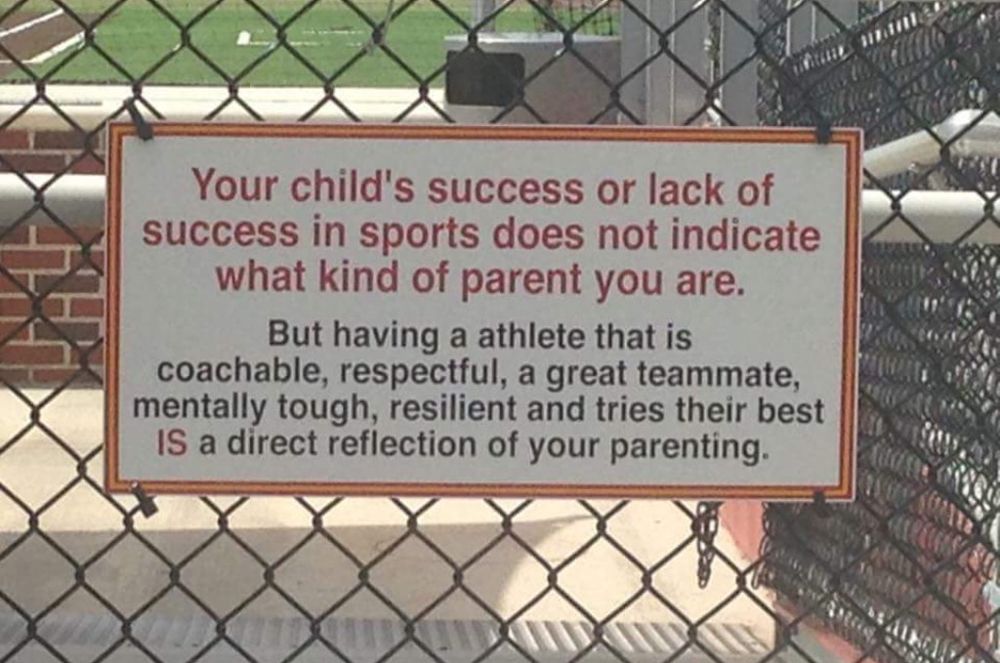 Your child's success or lack of
success in sports does not indicate
what kind of parent you are.
But having a athlete that is
coachable, respectful, a great teammate,
mentally tough, resilient and tries their best
IS a direct reflection of your parenting.